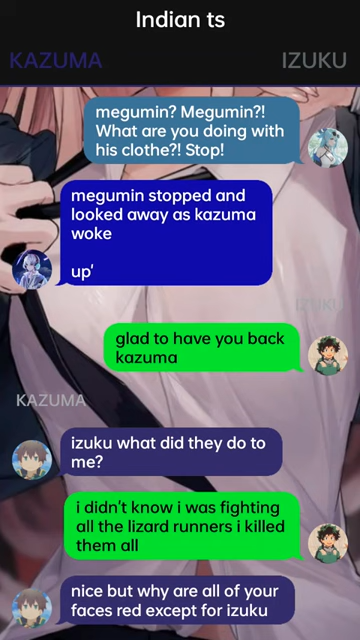 Indian ts
KAZUMA
IZUKU
megumin? Megumin?!
What are you doing with
his clothe?! Stop!
megumin stopped and
looked away as kazuma
woke
up'
IZUKU
glad to have you back
kazuma
KAZUMA
izuku what did they do to
me?
i didn't know i was fighting
all the lizard runners i killed
them all
nice but why are all of your
faces red except for izuku